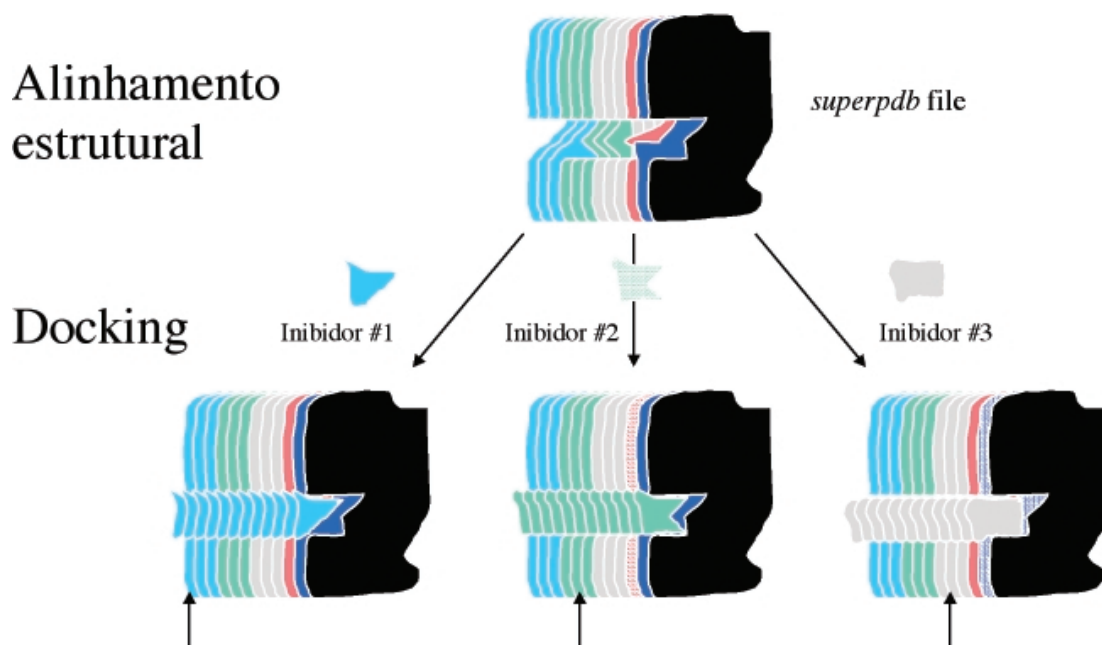 Alinhamento
estrutural
superpdb file
Docking
Inibidor #1
Inibidor #2
Inibidor #3